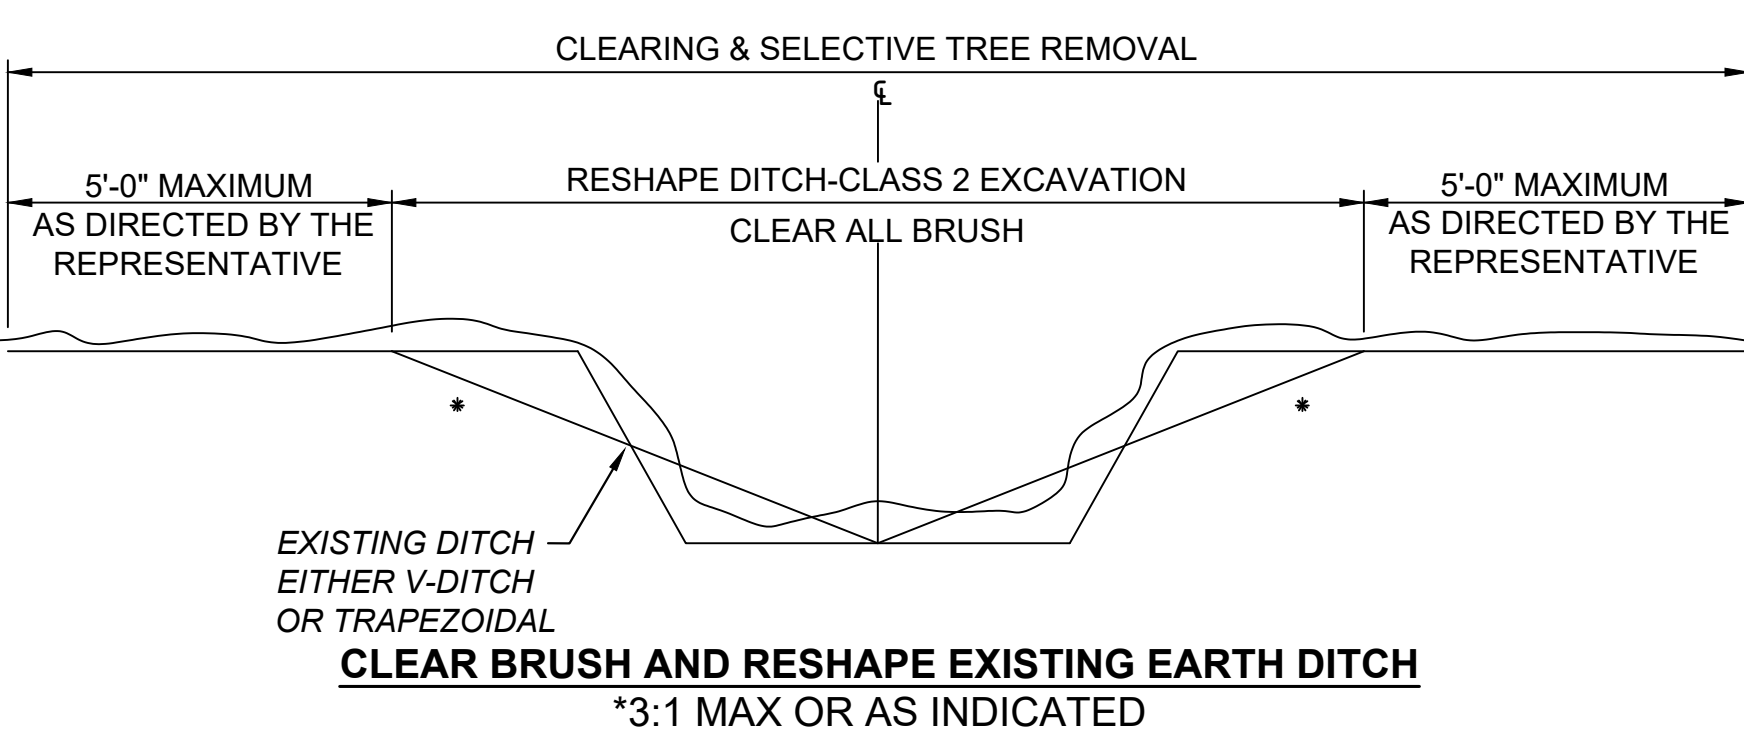 CLEARING & SELECTIVE TREE REMOVAL
℄
5'-0" MAXIMUM
AS DIRECTED BY THE
REPRESENTATIVE
RESHAPE DITCH-CLASS 2 EXCAVATION
CLEAR ALL BRUSH
5'-0" MAXIMUM
AS DIRECTED BY THE
REPRESENTATIVE
*
*
EXISTING DITCH
EITHER V-DITCH
OR TRAPEZOIDAL
CLEAR BRUSH AND RESHAPE EXISTING EARTH DITCH
*3:1 MAX OR AS INDICATED